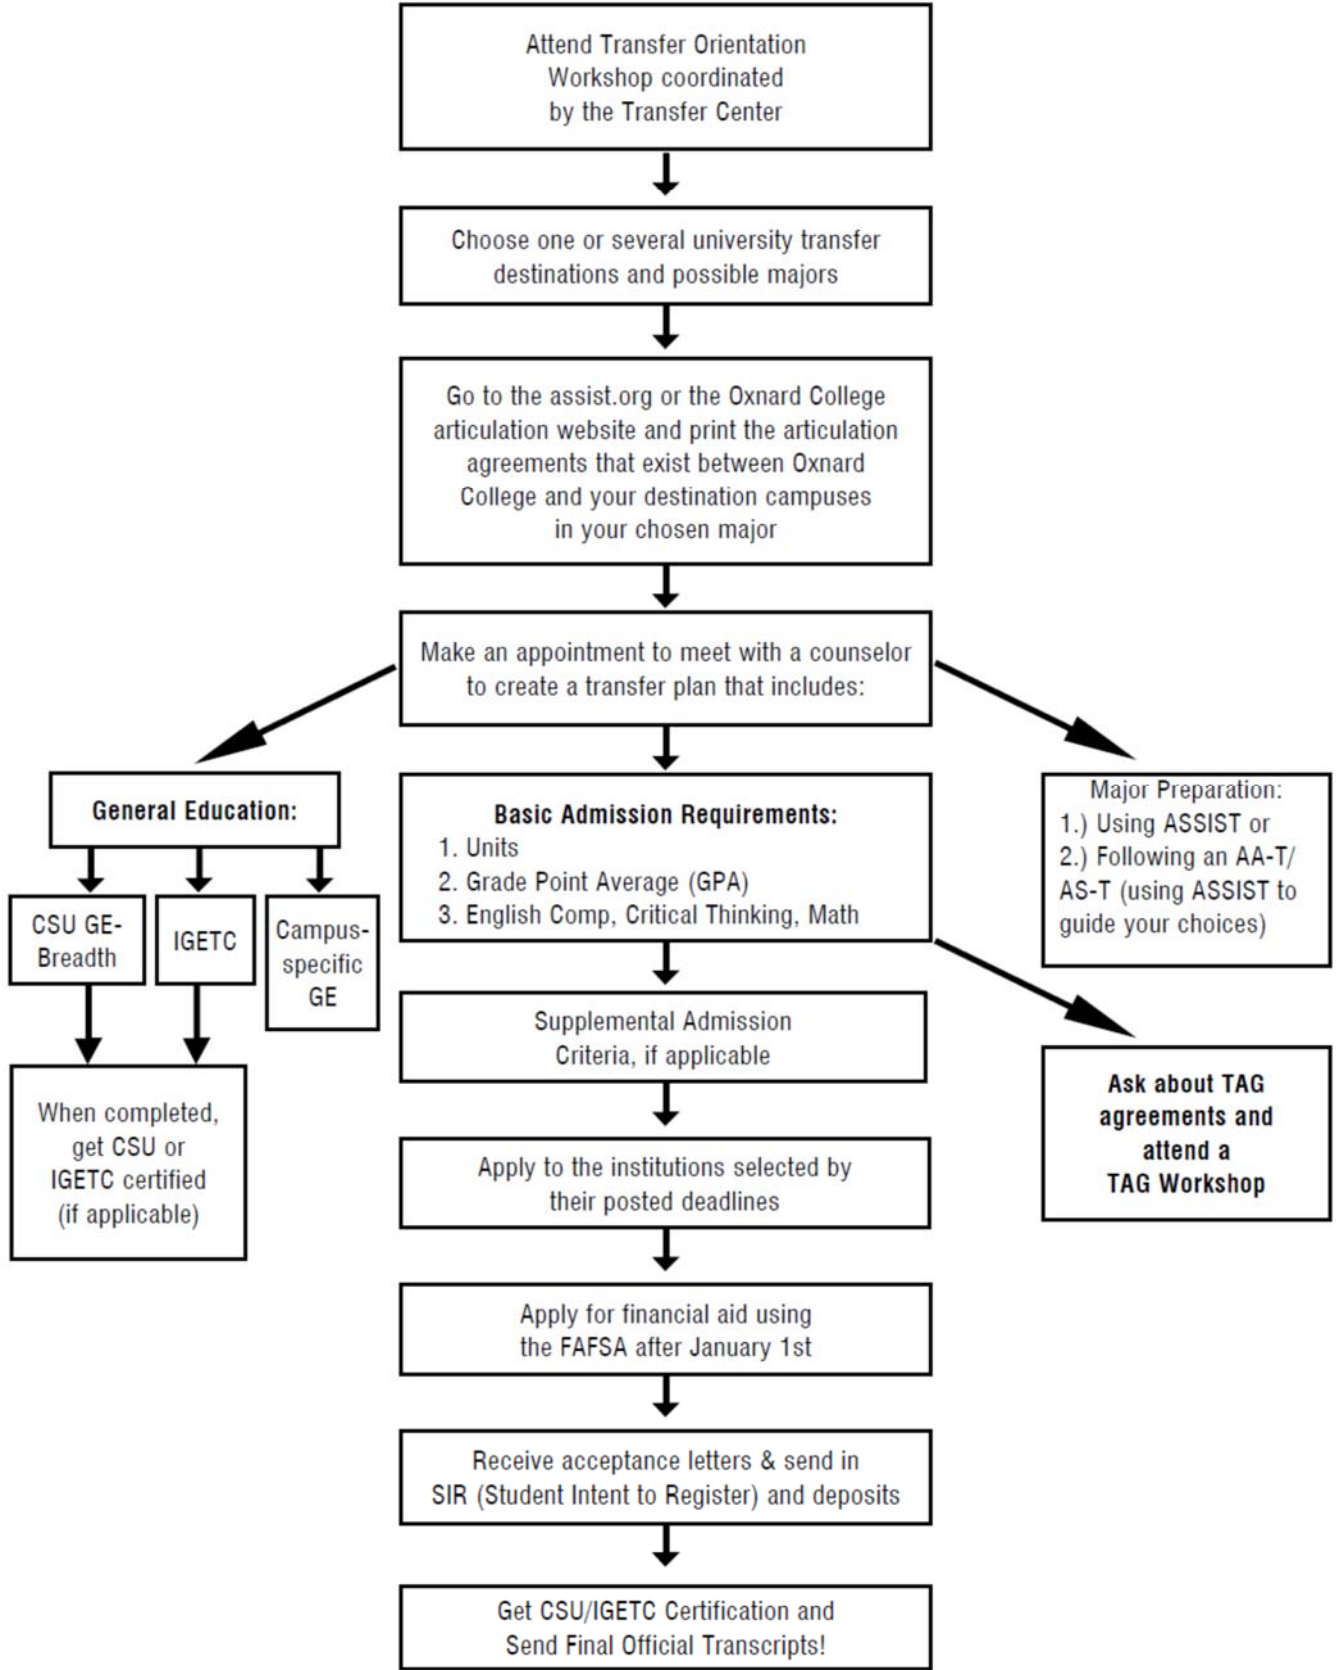 Attend Transfer Orientation
Workshop coordinated
by the Transfer Center
Choose one or several university transfer
destinations and possible majors
Go to the assist.org or the Oxnard College
articulation website and print the articulation
agreements that exist between Oxnard
College and your destination campuses
in your chosen major
Make an appointment to meet with a counselor
to create a transfer plan that includes:
General Education:
CSU GE-
Breadth
IGETC
Campus-
specific
GE
When completed,
get CSU or
IGETC certified
(if applicable)
Basic Admission Requirements:
1. Units
2. Grade Point Average (GPA)
3. English Comp, Critical Thinking, Math
Major Preparation:
1.) Using ASSIST or
2.) Following an AA-T/
AS-T (using ASSIST to
guide your choices)
Ask about TAG
agreements and
attend a
TAG Workshop
Supplemental Admission
Criteria, if applicable
Apply to the institutions selected by
their posted deadlines
Apply for financial aid using
the FAFSA after January 1st
Receive acceptance letters & send in
SIR (Student Intent to Register) and deposits
Get CSU/IGETC Certification and
Send Final Official Transcripts!